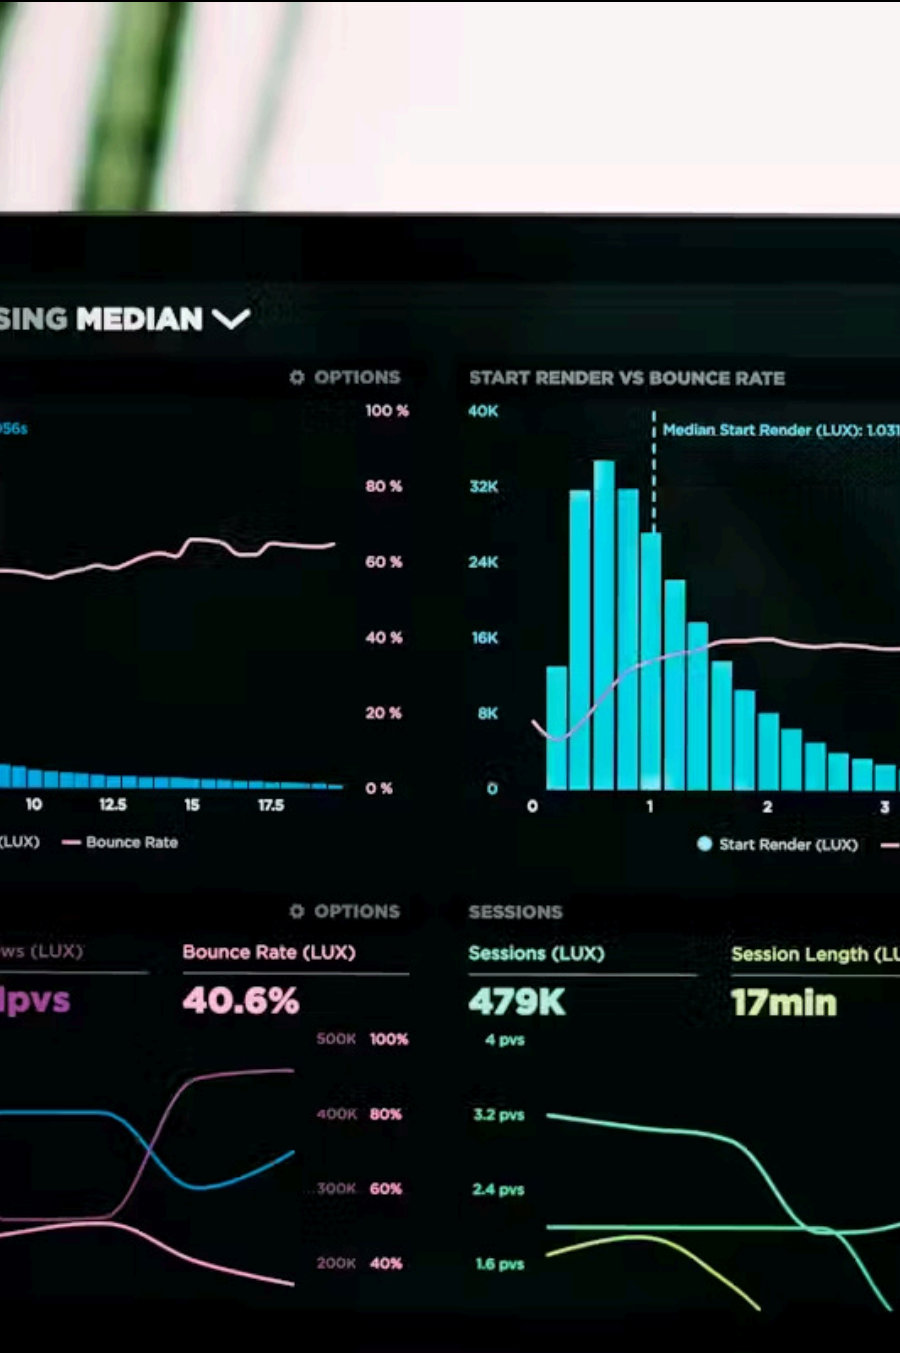 SING MEDIAN
OPTIONS
100 %
956s
80 %
60 %
40 %
20 %
0 %
10 12.5 15 17.5
(LUX) Bounce Rate
START RENDER VS BOUNCE RATE
40K
Median Start Render (LUX): 1.031
32K
24K
16K
8K
0
0 1 2 3
Start Render (LUX)
OPTIONS
ws (LUX) Bounce Rate (LUX)
lpvs 40.6%
500K 100%
400K 80%
300K 60%
200K 40%
SESSIONS
Sessions (LUX) Session Length (LU
479K 17min
4 pvs
3.2 pvs
2.4 pvs
1.6 pvs